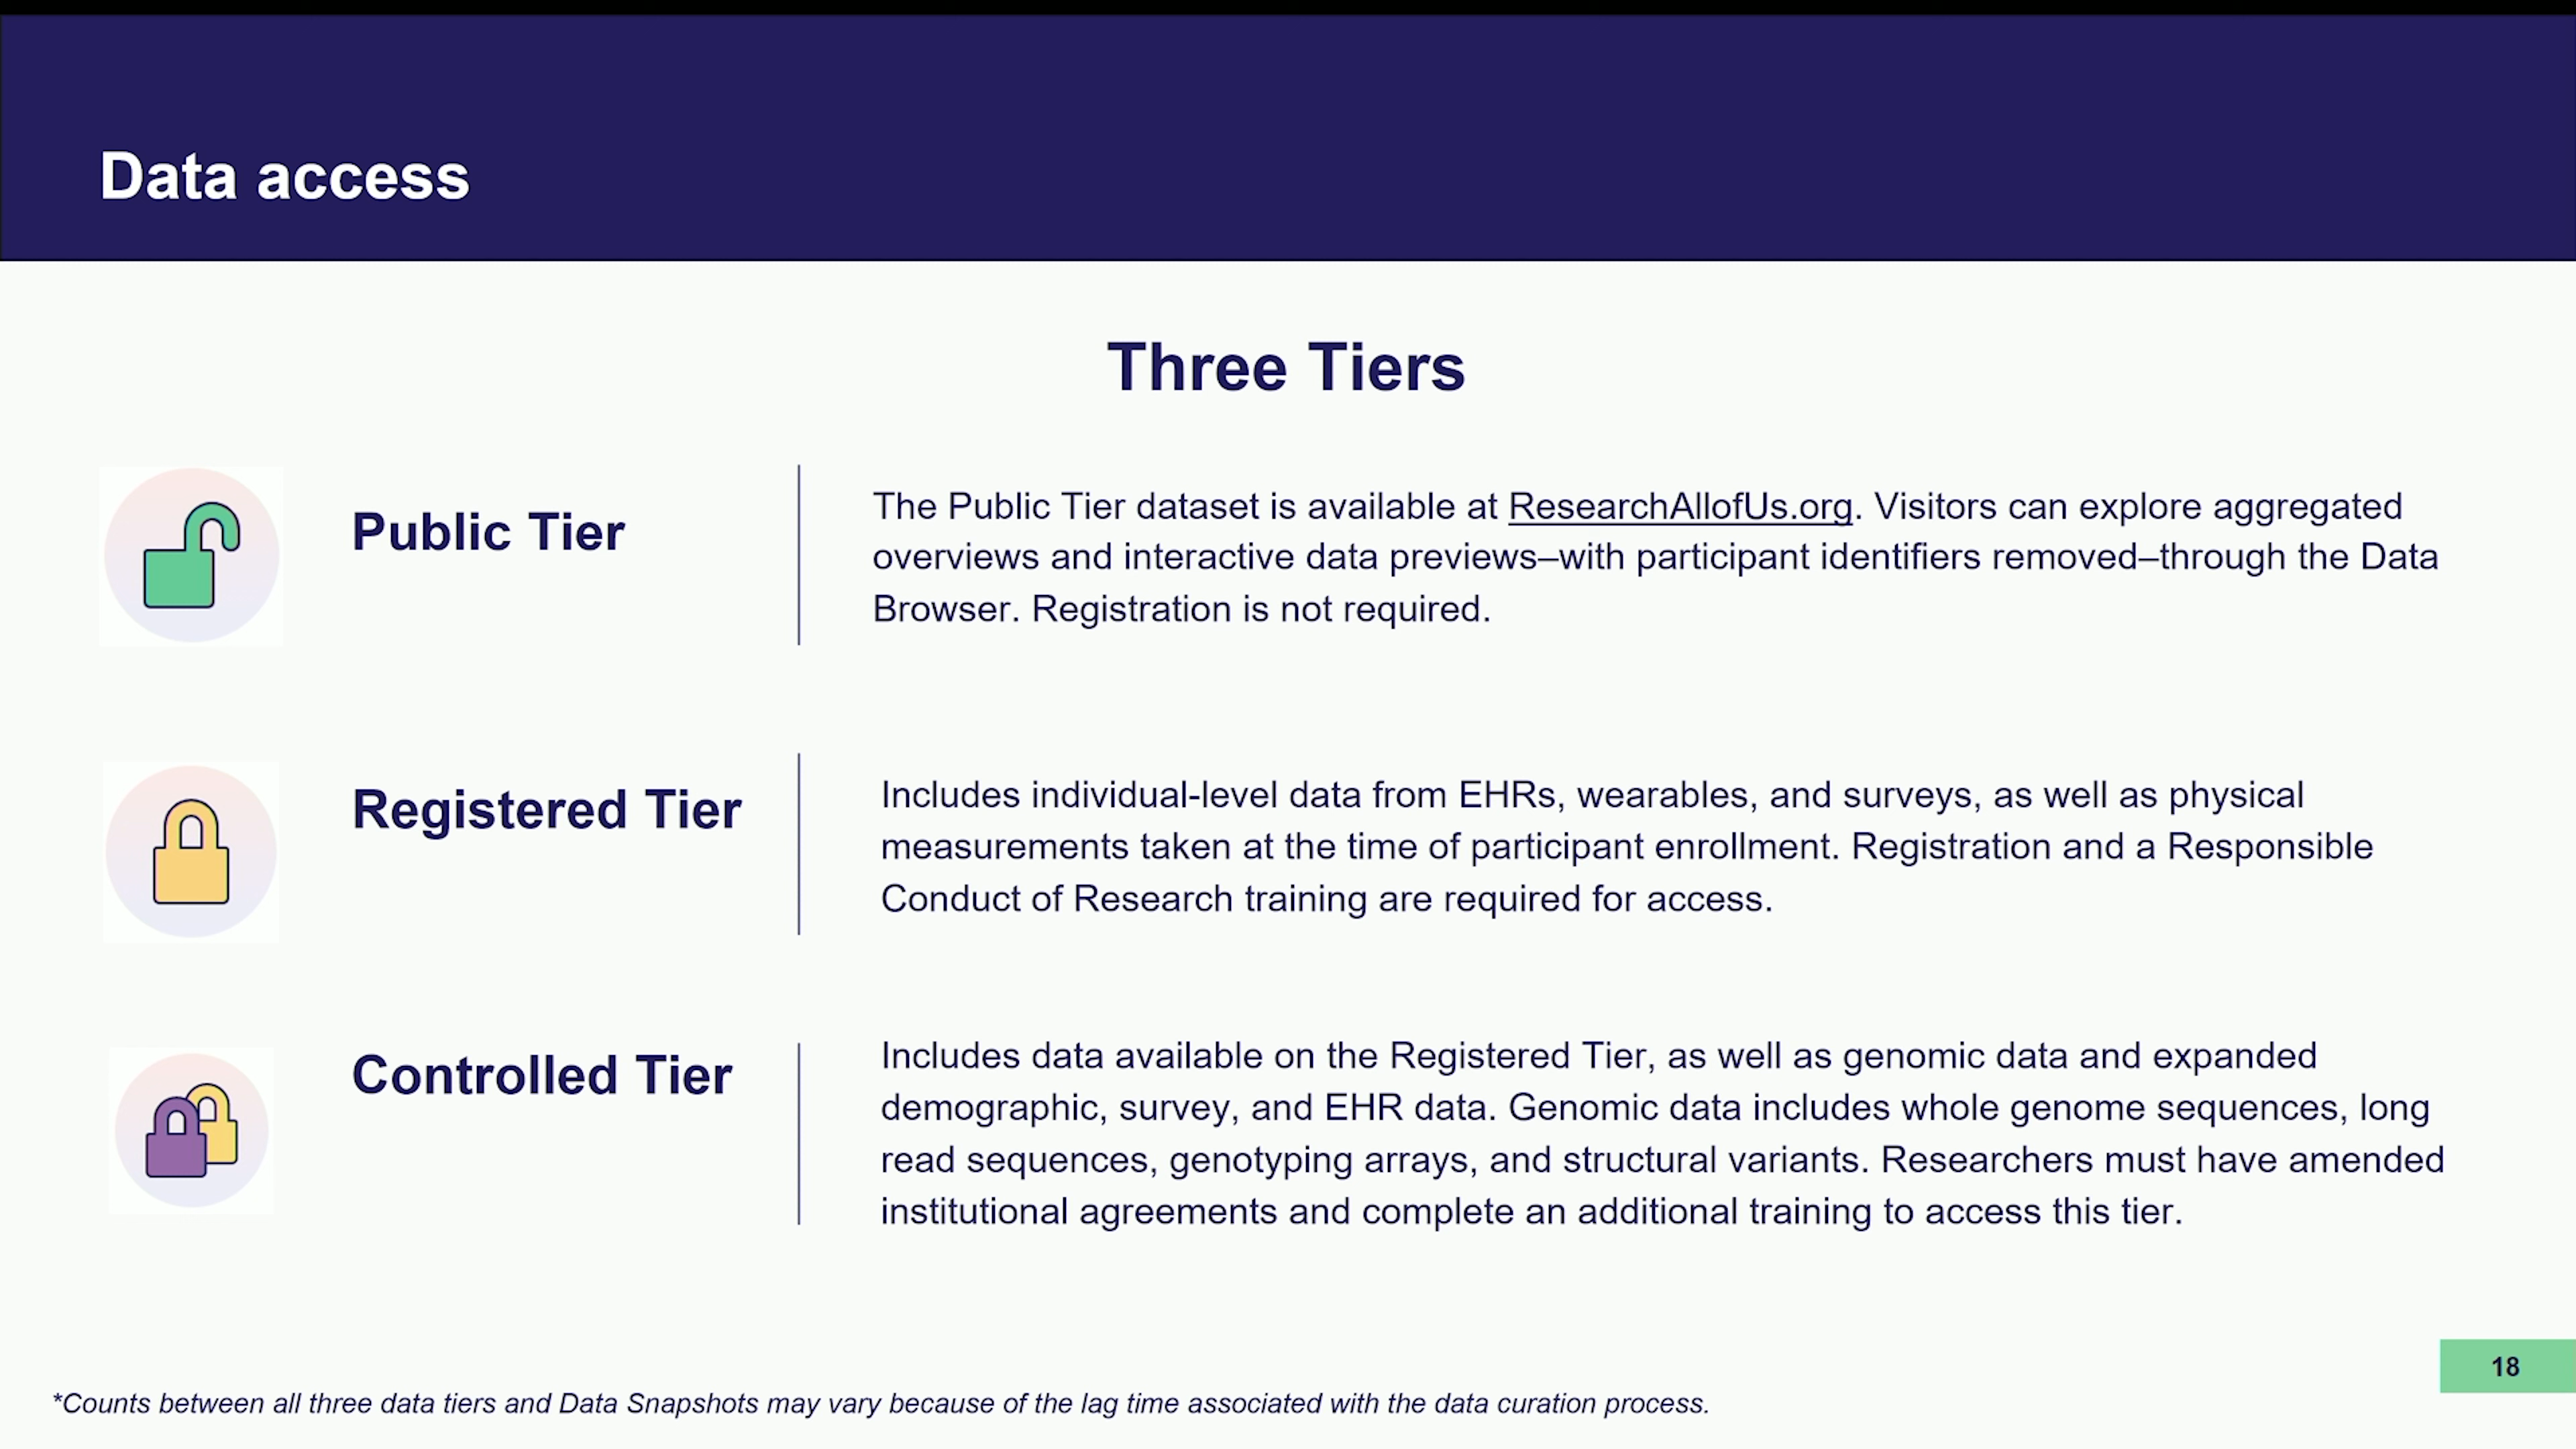 Data access
Three Tiers
Public Tier
The Public Tier dataset is available at ResearchAllofUs.org. Visitors can explore aggregated
overviews and interactive data previews–with participant identifiers removed–through the Data
Browser. Registration is not required.
Registered Tier
Includes individual-level data from EHRs, wearables, and surveys, as well as physical
measurements taken at the time of participant enrollment. Registration and a Responsible
Conduct of Research training are required for access.
Controlled Tier
Includes data available on the Registered Tier, as well as genomic data and expanded
demographic, survey, and EHR data. Genomic data includes whole genome sequences, long
read sequences, genotyping arrays, and structural variants. Researchers must have amended
institutional agreements and complete an additional training to access this tier.
18
*Counts between all three data tiers and Data Snapshots may vary because of the lag time associated with the data curation process.